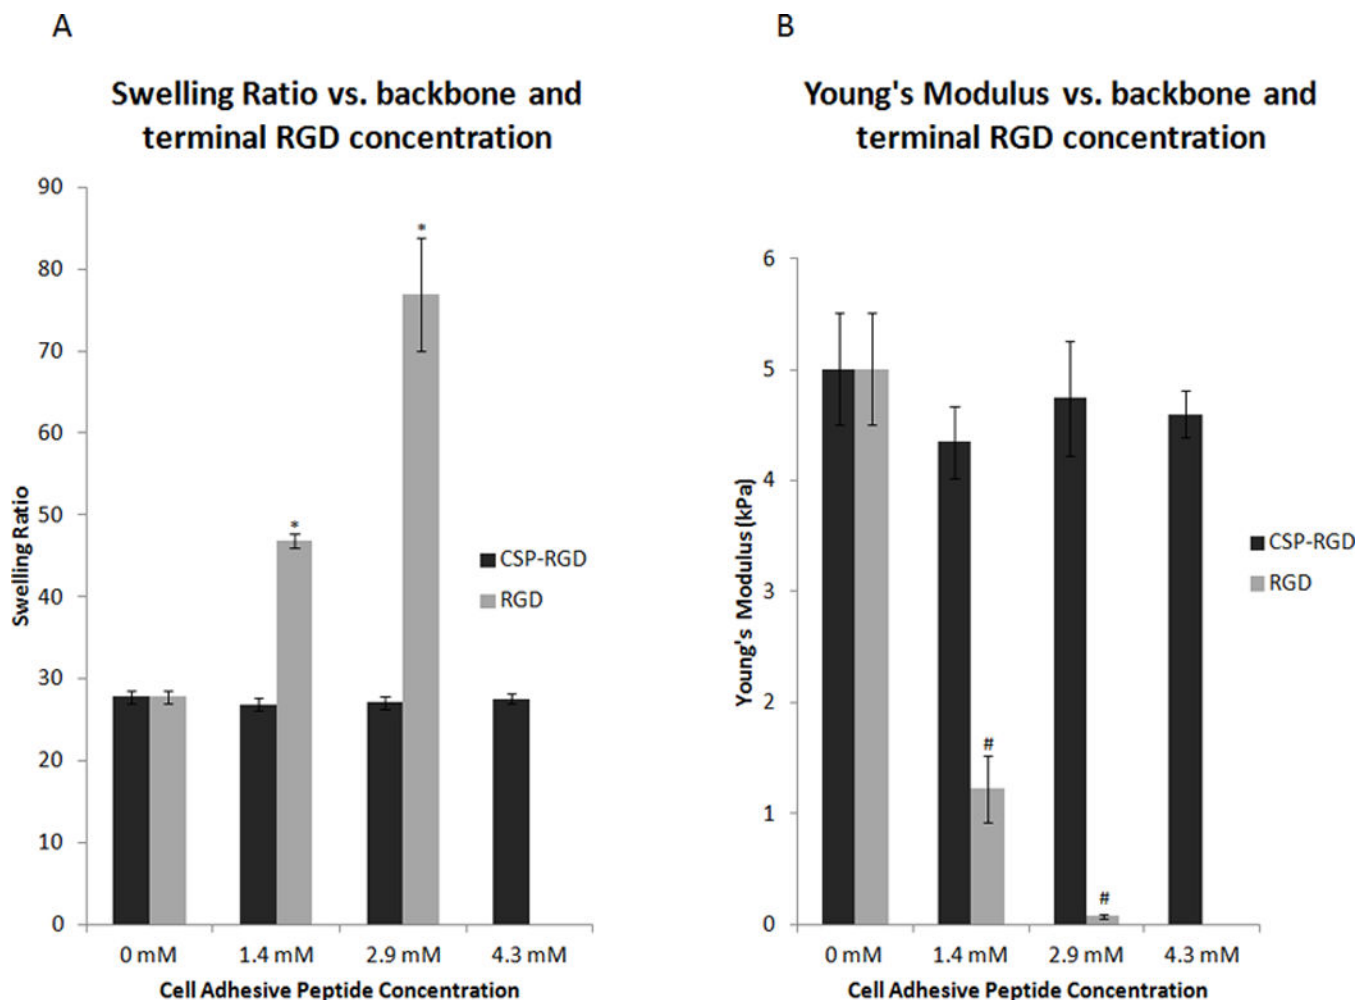 A
Swelling Ratio vs. backbone and
terminal RGD concentration
90
80
70
60
50
40
30
20
10
0
Swelling Ratio
*
*
CSP-RGD
RGD
0 mM
1.4 mM
2.9 mM
4.3 mM
Cell Adhesive Peptide Concentration
B
Young's Modulus vs. backbone and
terminal RGD concentration
6
5
4
3
2
1
0
Young's Modulus (kPa)
#
#
CSP-RGD
RGD
0 mM
1.4 mM
2.9 mM
4.3 mM
Cell Adhesive Peptide Concentration